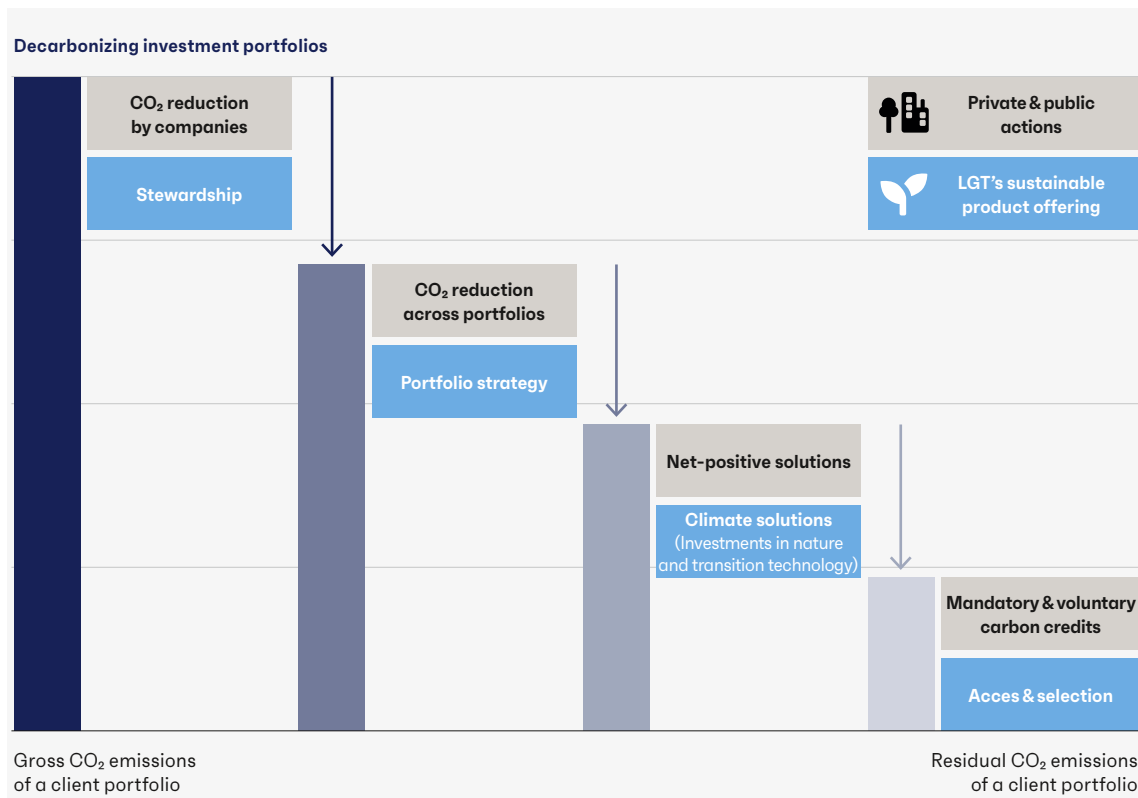 Decarbonizing investment portfolios
CO₂ reduction
by companies
Stewardship
Private & public
actions
LGT’s sustainable
product offering
CO₂ reduction
across portfolios
Portfolio strategy
Net-positive solutions
Climate solutions
(Investments in nature
and transition technology)
Mandatory & voluntary
carbon credits
Acces & selection
Gross CO₂ emissions
of a client portfolio
Residual CO₂ emissions
of a client portfolio